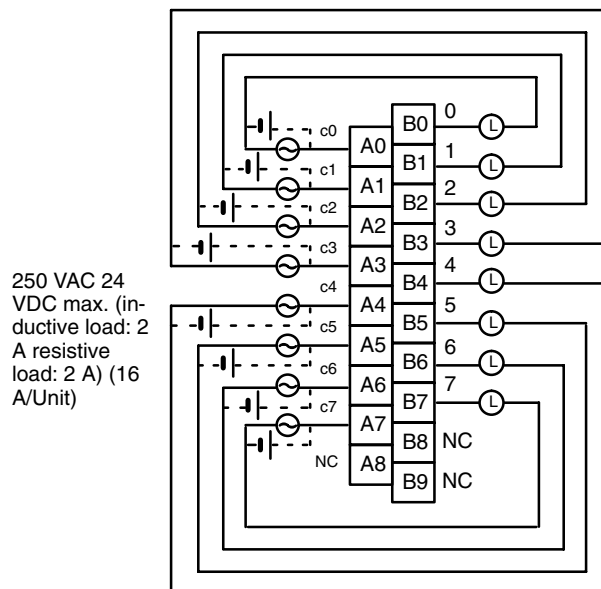 0
B0
L
c0
A0
1
B1
L
c1
A1
2
B2
L
c2
A2
3
B3
L
c3
A3
4
B4
L
c4
A4
5
B5
L
c5
A5
6
B6
L
c6
A6
7
B7
L
c7
A7
B8
NC
NC
A8
B9
NC
250 VAC 24
VDC max. (in-
ductive load: 2
A resistive
load: 2 A) (16
A/Unit)